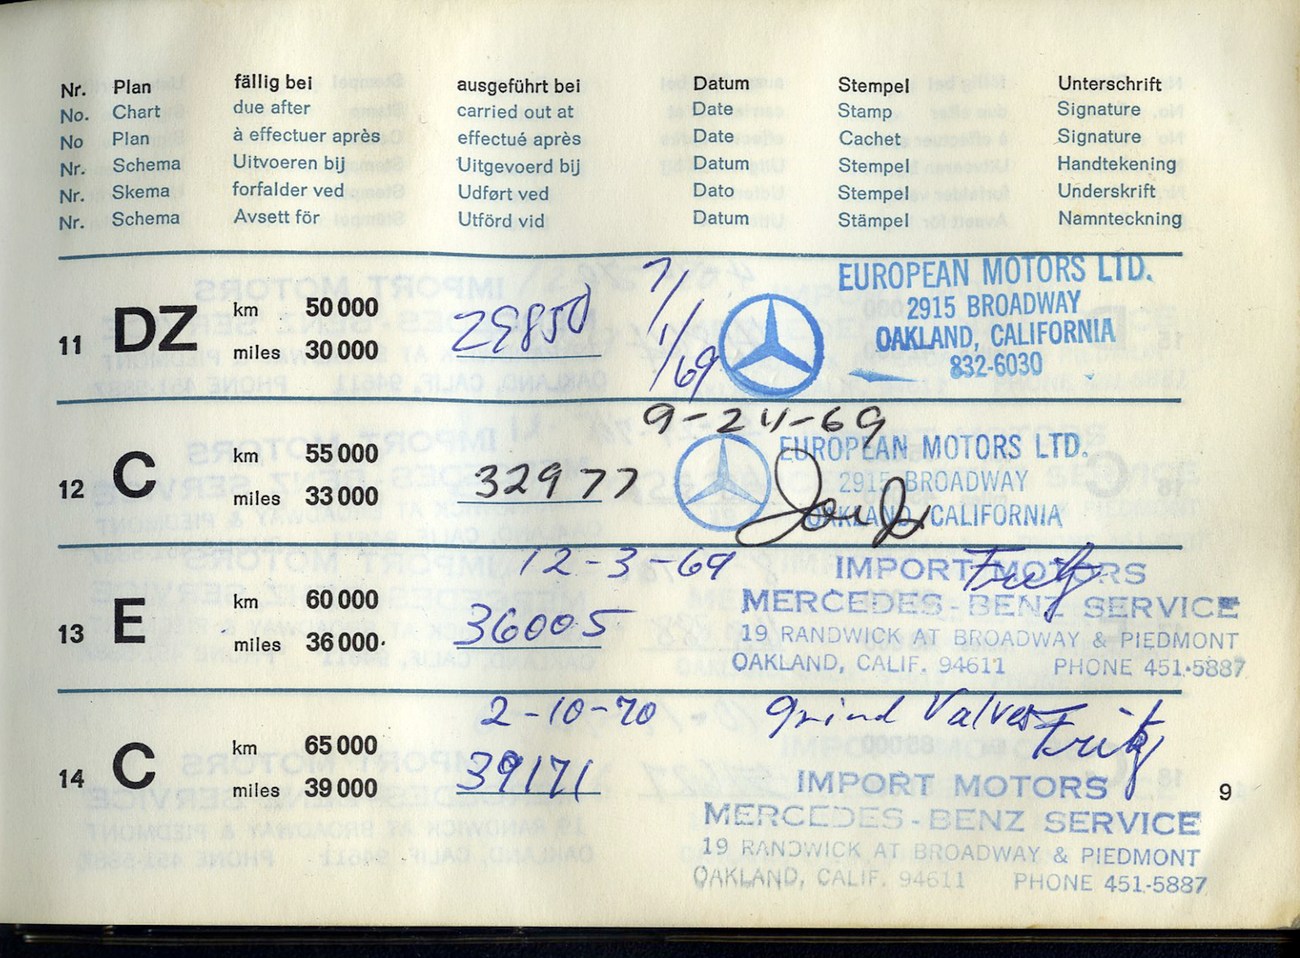 Nr. Plan fällig bei ausgeführt bei Datum Stempel Unterschrift
No. Chart due after carried out at Date Stamp Signature
No Plan à effectuer après effectué après Date Cachet Signature
Nr. Schema Uitvoeren bij Uitgevoerd bij Datum Stempel Handtekening
Nr. Skema forfalder ved Udført ved Dato Stempel Underskrift
Nr. Schema Avsett för Utförd vid Datum Stämpel Namnteckning
11 DZ km 50 000
miles 30 000
29850
7/1/69
EUROPEAN MOTORS LTD.
2915 BROADWAY
OAKLAND, CALIFORNIA
832-6030
12 C km 55 000
miles 33 000
32977
9-24-69
EUROPEAN MOTORS LTD.
2915 BROADWAY
OAKLAND, CALIFORNIA
13 E km 60 000
miles 36 000
12-3-69
36005
Fritz
IMPORT MOTORS
MERCEDES-BENZ SERVICE
19 RANDWICK AT BROADWAY & PIEDMONT
OAKLAND, CALIF. 94611 PHONE 451-5887
14 C km 65 000
miles 39 000
2-10-70
39171
grind Valves Fritz
IMPORT MOTORS
MERCEDES-BENZ SERVICE
19 RANDWICK AT BROADWAY & PIEDMONT
OAKLAND, CALIF. 94611 PHONE 451-5887
9